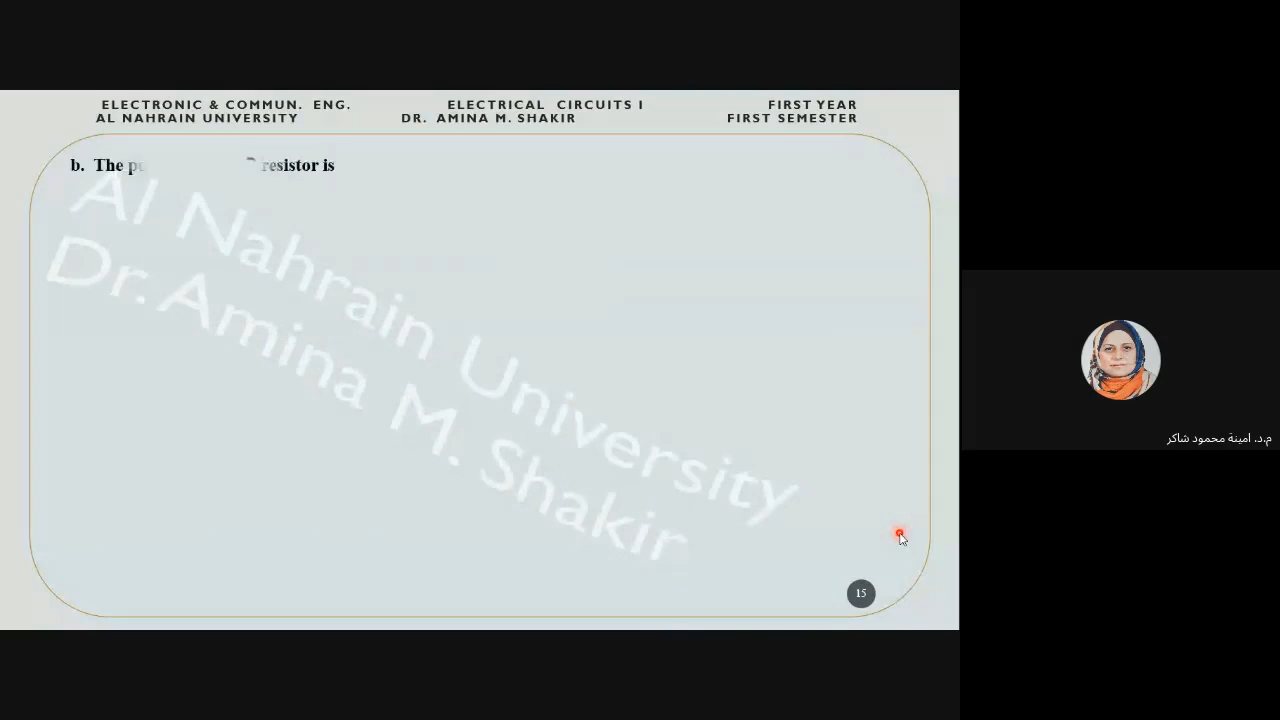 ELECTRONIC & COMMUN. ENG. ELECTRICAL CIRCUITS I FIRST YEAR
AL NAHRAIN UNIVERSITY DR. AMINA M. SHAKIR FIRST SEMESTER
b. The resistor is
Al Nahrain University
Dr. Amina M. Shakir
15
م.د. امينة محمود شاكر